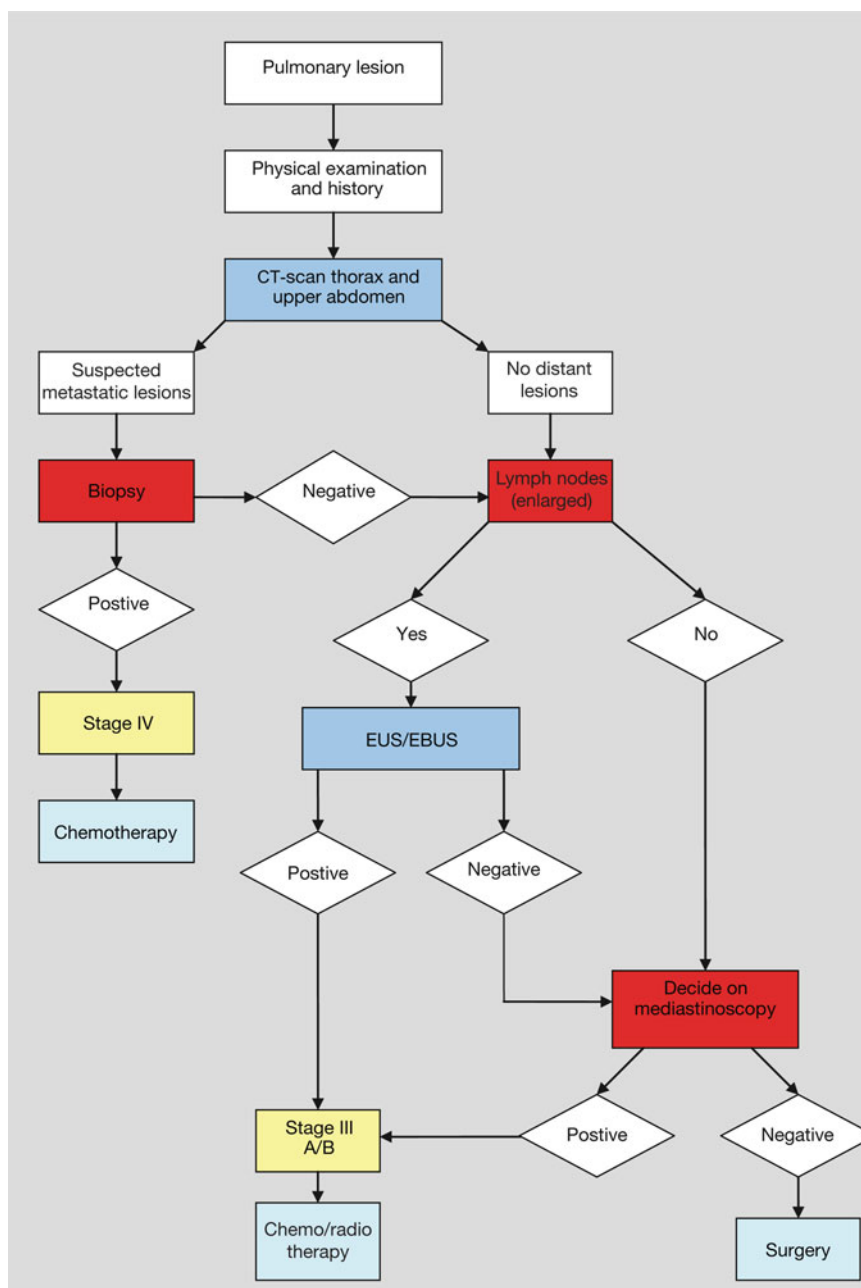 Pulmonary lesion
Physical examination
and history
CT-scan thorax and
upper abdomen
Suspected
metastatic lesions
No distant
lesions
Biopsy
Negative
Lymph nodes
(enlarged)
Postive
Yes
No
Stage IV
EUS/EBUS
Chemotherapy
Postive
Negative
Decide on
mediastinoscopy
Stage III
A/B
Postive
Negative
Chemo/radio
therapy
Surgery